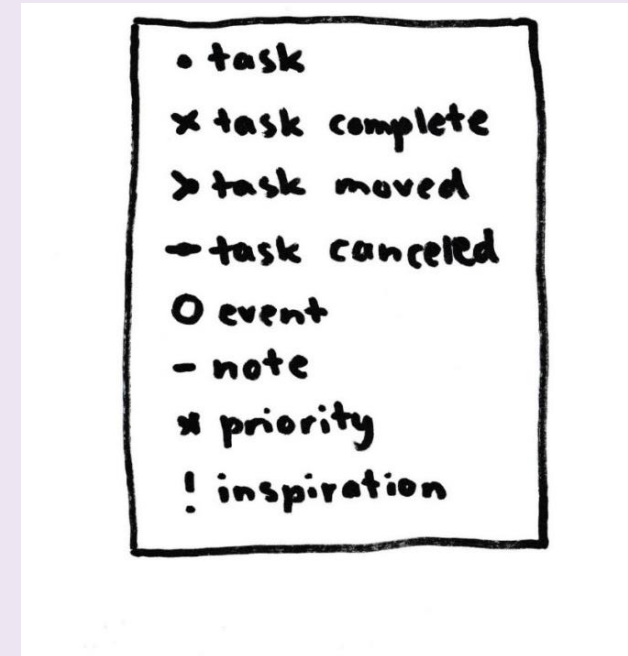 • task
× task complete
> task moved
- task canceled
O event
- note
* priority
! inspiration